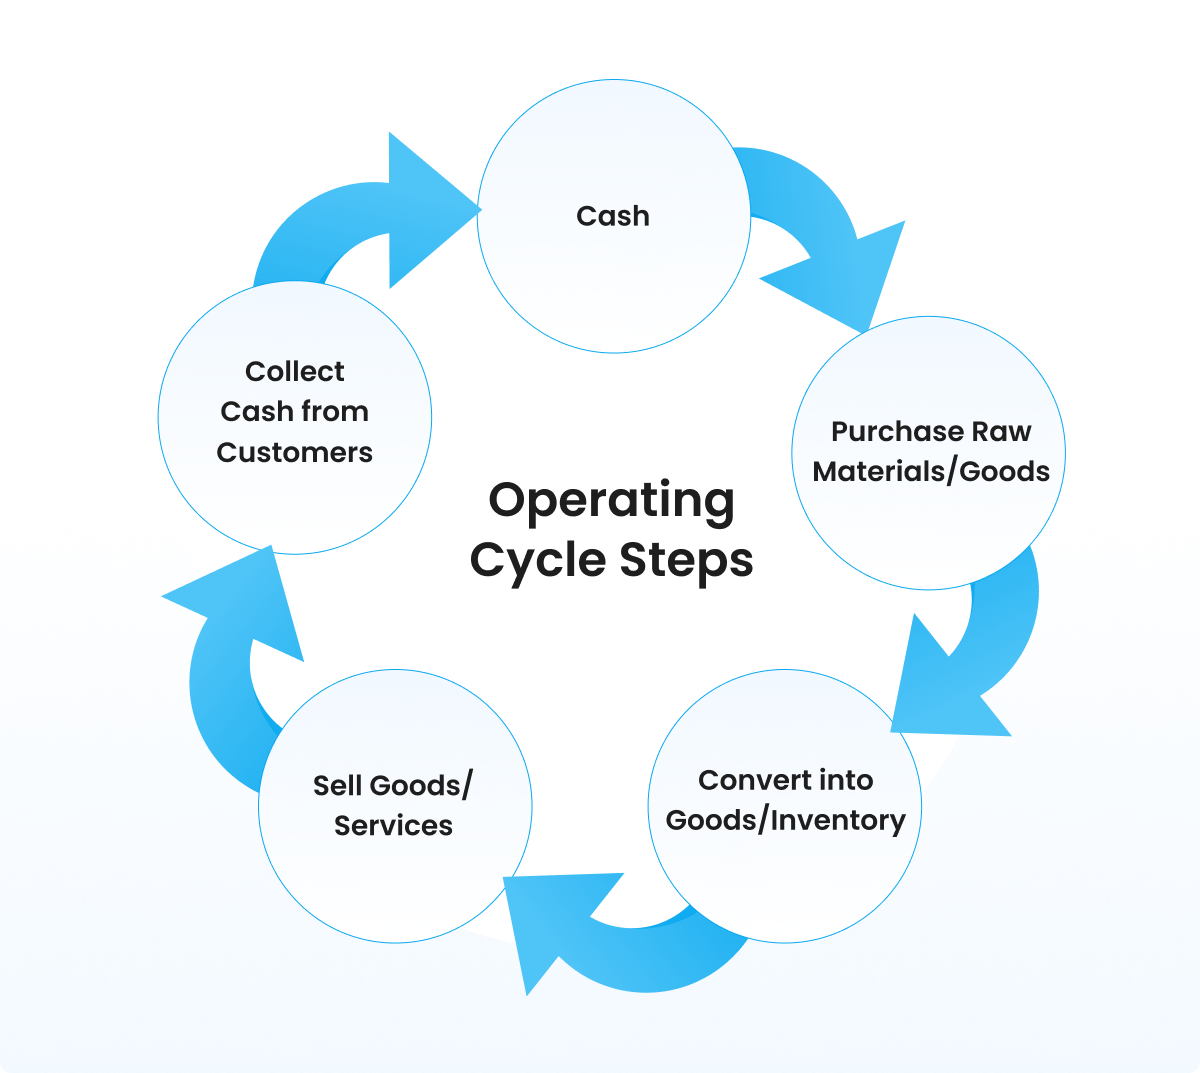 Cash
Purchase Raw
Materials/Goods
Convert into
Goods/Inventory
Sell Goods/
Services
Collect
Cash from
Customers
Operating
Cycle Steps